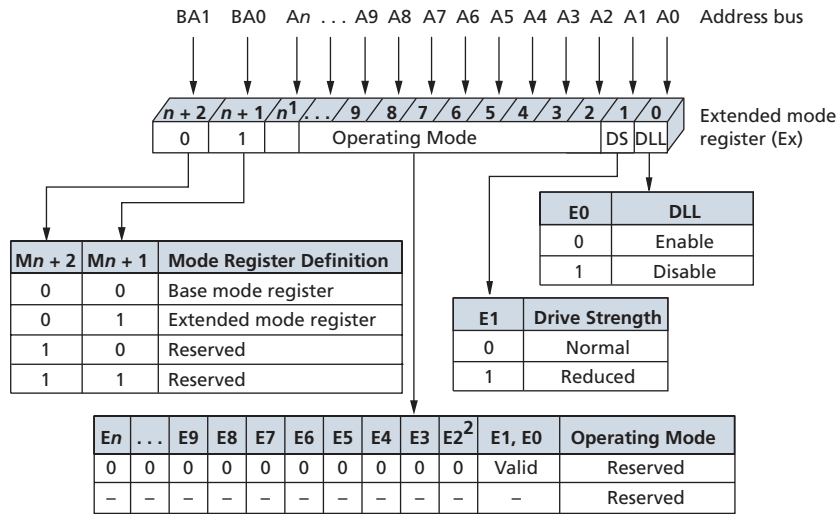 BA1 BA0 An . . . A9 A8 A7 A6 A5 A4 A3 A2 A1 A0 Address bus
n + 2 n + 1 n1 . . . 9 8 7 6 5 4 3 2 1 0
Extended mode
register (Ex)
0 1 Operating Mode DS DLL
E0 DLL
0 Enable
1 Disable
Mn + 2 Mn + 1 Mode Register Definition
0 0 Base mode register
0 1 Extended mode register
1 0 Reserved
1 1 Reserved
E1 Drive Strength
0 Normal
1 Reduced
En . . . E9 E8 E7 E6 E5 E4 E3 E2² E1, E0 Operating Mode
0 0 0 0 0 0 0 0 0 0 Valid Reserved
– – – – – – – – – – – Reserved